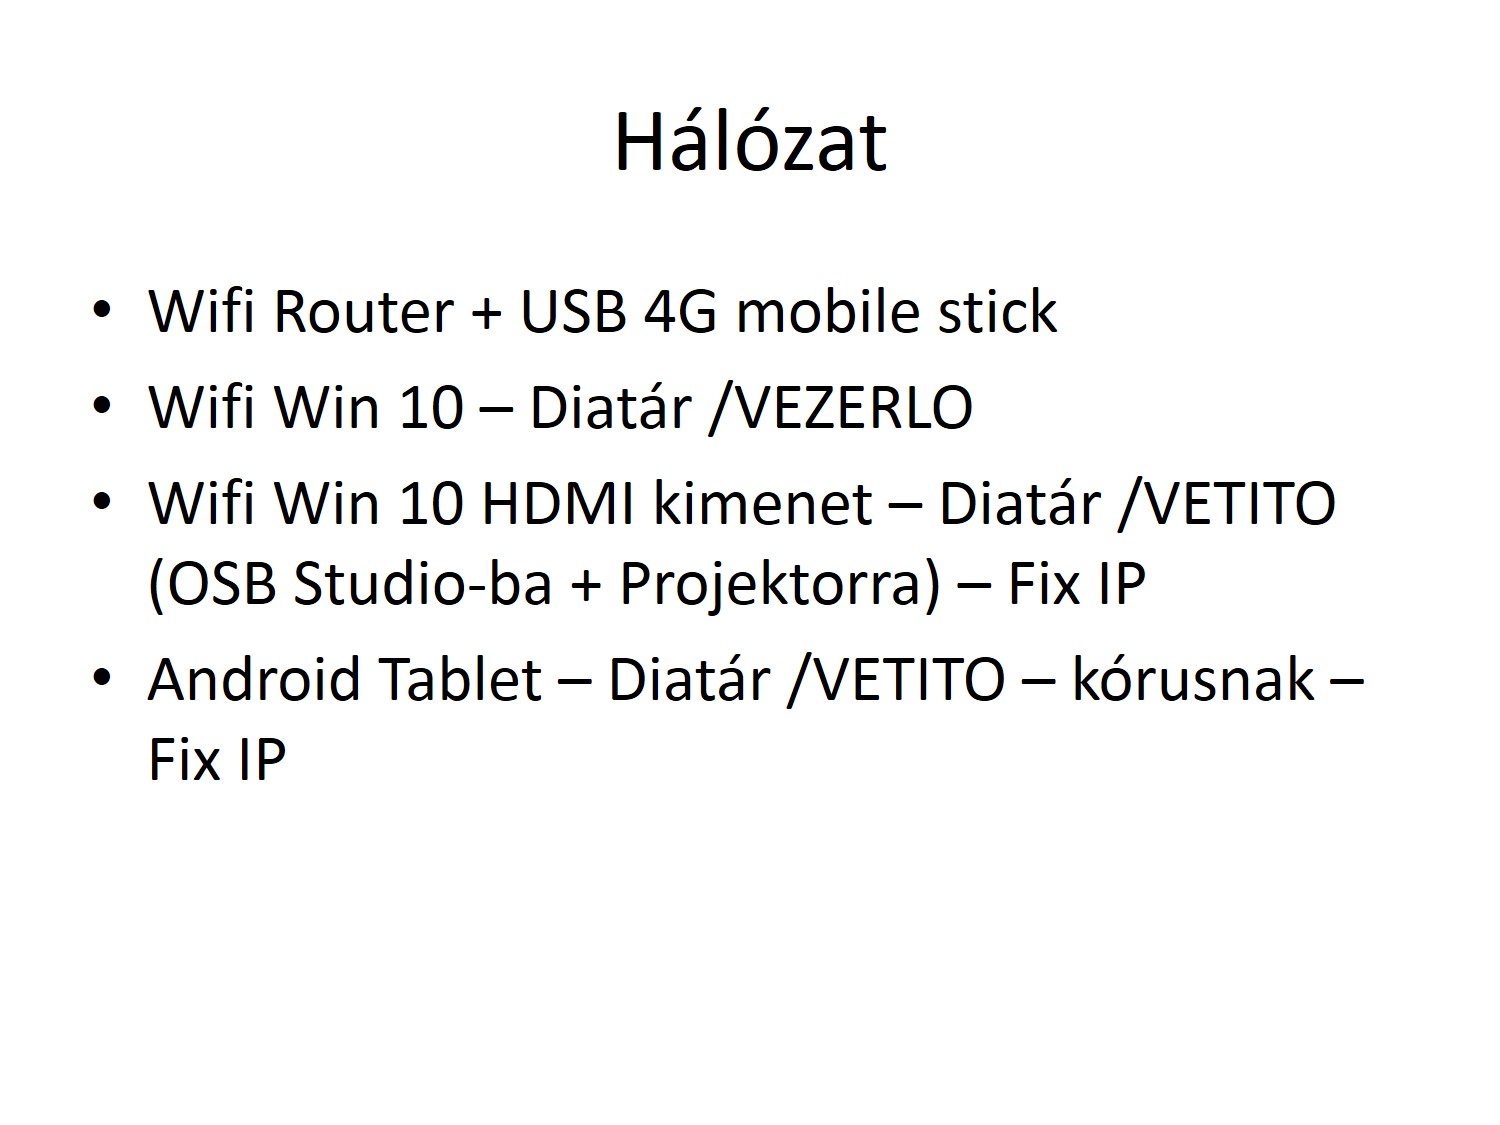 Hálózat
• Wifi Router + USB 4G mobile stick
• Wifi Win 10 – Diatár /VEZERLO
• Wifi Win 10 HDMI kimenet – Diatár /VETITO
(OSB Studio-ba + Projektorra) – Fix IP
• Android Tablet – Diatár /VETITO – kórusnak –
Fix IP